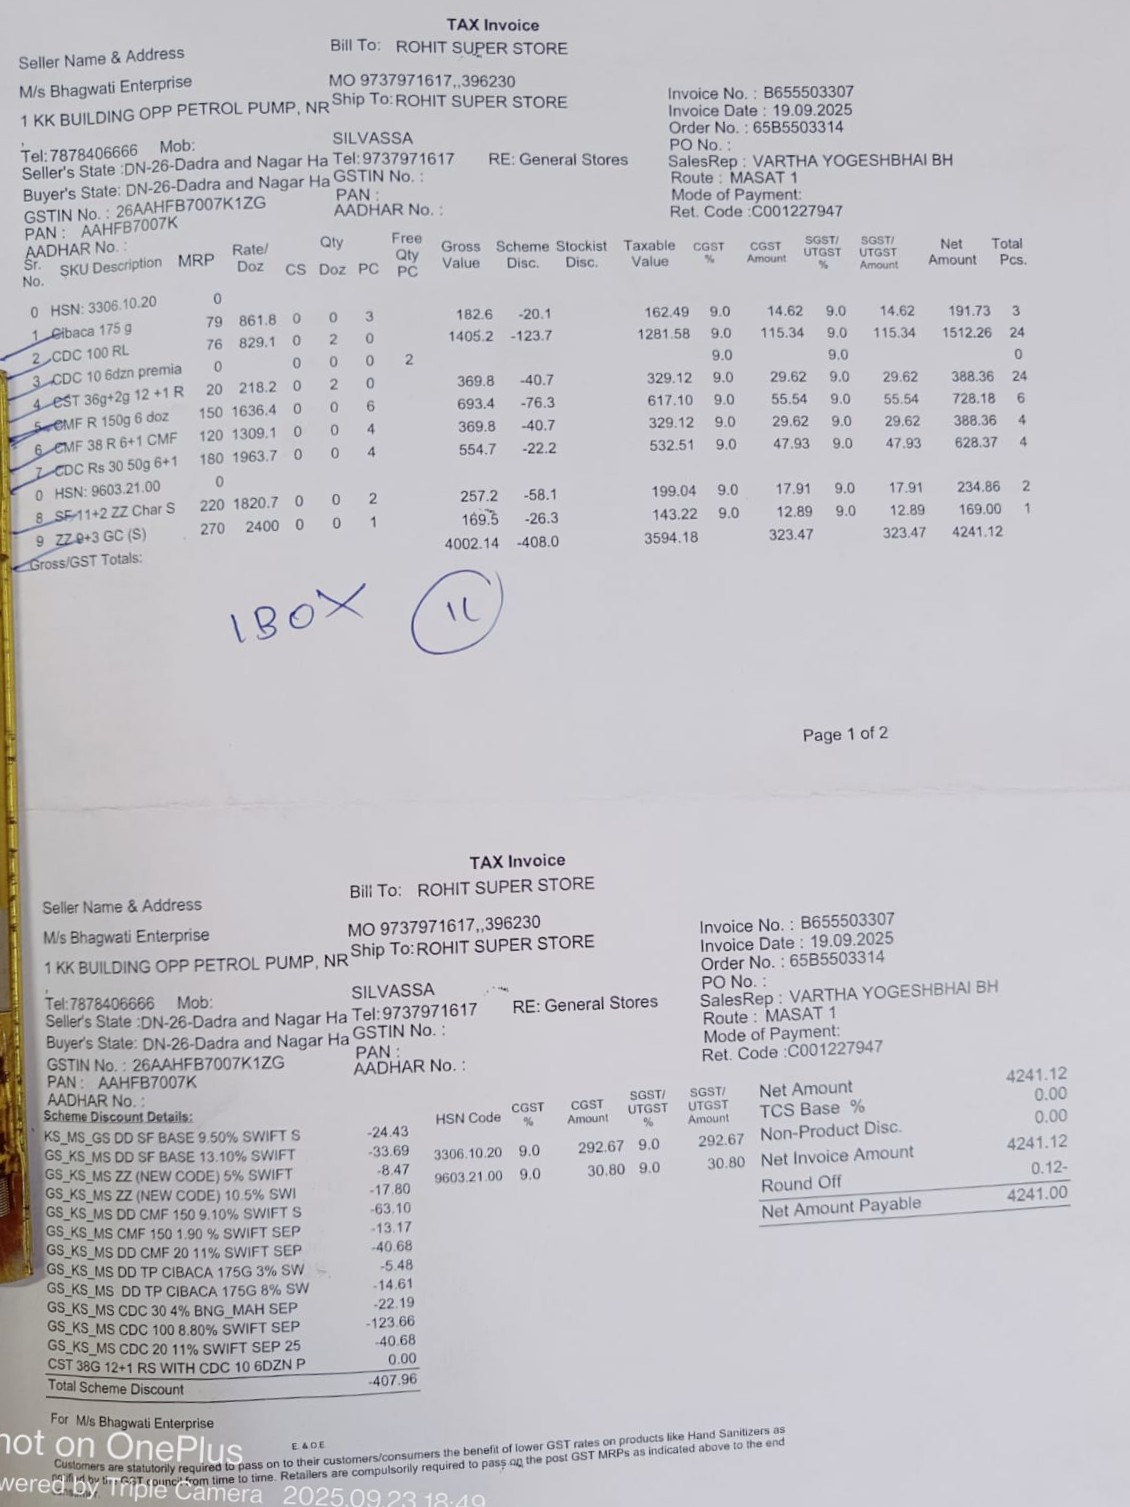 TAX Invoice
Seller Name & Address
Bill To: ROHIT SUPER STORE
M/s Bhagwati Enterprise
MO 9737971617,,396230
1 KK BUILDING OPP PETROL PUMP, NR
Ship To:ROHIT SUPER STORE
Invoice No. : B655503307
Invoice Date : 19.09.2025
Order No. : 65B5503314
PO No. :
SalesRep : VARTHA YOGESHBHAI BH
Route : MASAT 1
Mode of Payment:
Ret. Code :C001227947
,
SILVASSA
Tel:7878406666 Mob:
Tel:9737971617 RE: General Stores
Seller's State :DN-26-Dadra and Nagar Ha
GSTIN No. :
Buyer's State: DN-26-Dadra and Nagar Ha
PAN :
GSTIN No. : 26AAHFB7007K1ZG
AADHAR No. :
PAN : AAHFB7007K
AADHAR No. :
Sr. No. SKU Description MRP Rate/ Doz CS Qty Doz PC Free Qty PC Gross Value Scheme Disc. Stockist Disc. Taxable Value CGST % CGST Amount SGST/ UTGST % SGST/ UTGST Amount Net Amount Total Pcs.
0 HSN: 3306.10.20 0
1 Cibaca 175 g 79 861.8 0 0 3 182.6 -20.1 162.49 9.0 14.62 9.0 14.62 191.73 3
2 CDC 100 RL 76 829.1 0 2 0 1405.2 -123.7 1281.58 9.0 115.34 9.0 115.34 1512.26 24
3 CDC 10 6dzn premia 0 0 0 0 2 9.0 9.0 0
4 CST 36g+2g 12 +1 R 20 218.2 0 2 0 369.8 -40.7 329.12 9.0 29.62 9.0 29.62 388.36 24
5 CMF R 150g 6 doz 150 1636.4 0 0 6 693.4 -76.3 617.10 9.0 55.54 9.0 55.54 728.18 6
6 CMF 38 R 6+1 CMF 120 1309.1 0 0 4 369.8 -40.7 329.12 9.0 29.62 9.0 29.62 388.36 4
7 CDC Rs 30 50g 6+1 180 1963.7 0 0 4 554.7 -22.2 532.51 9.0 47.93 9.0 47.93 628.37 4
0 HSN: 9603.21.00 0
8 SF 11+2 ZZ Char S 220 1820.7 0 0 2 257.2 -58.1 199.04 9.0 17.91 9.0 17.91 234.86 2
9 ZZ 9+3 GC (S) 270 2400 0 0 1 169.5 -26.3 143.22 9.0 12.89 9.0 12.89 169.00 1
Gross/GST Totals: 4002.14 -408.0 3594.18 323.47 323.47 4241.12
1BOX
Page 1 of 2
TAX Invoice
Seller Name & Address
Bill To: ROHIT SUPER STORE
M/s Bhagwati Enterprise
MO 9737971617,,396230
1 KK BUILDING OPP PETROL PUMP, NR
Ship To:ROHIT SUPER STORE
Invoice No. : B655503307
Invoice Date : 19.09.2025
Order No. : 65B5503314
PO No. :
SalesRep : VARTHA YOGESHBHAI BH
Route : MASAT 1
Mode of Payment:
Ret. Code :C001227947
,
SILVASSA
Tel:7878406666 Mob:
Tel:9737971617 RE: General Stores
Seller's State :DN-26-Dadra and Nagar Ha
GSTIN No. :
Buyer's State: DN-26-Dadra and Nagar Ha
PAN :
GSTIN No. : 26AAHFB7007K1ZG
AADHAR No. :
PAN : AAHFB7007K
AADHAR No. :
Scheme Discount Details:
KS_MS_GS DD SF BASE 9.50% SWIFT S -24.43
GS_KS_MS DD SF BASE 13.10% SWIFT -33.69
GS_KS_MS ZZ (NEW CODE) 5% SWIFT -8.47
GS_KS_MS ZZ (NEW CODE) 10.5% SWI -17.80
GS_KS_MS DD CMF 150 9.10% SWIFT S -63.10
GS_KS_MS CMF 150 1.90 % SWIFT SEP -13.17
GS_KS_MS DD CMF 20 11% SWIFT SEP -40.68
GS_KS_MS DD TP CIBACA 175G 3% SW -5.48
GS_KS_MS DD TP CIBACA 175G 8% SW -14.61
GS_KS_MS CDC 30 4% BNG_MAH SEP -22.19
GS_KS_MS CDC 100 8.80% SWIFT SEP -123.66
GS_KS_MS CDC 20 11% SWIFT SEP 25 -40.68
CST 38G 12+1 RS WITH CDC 10 6DZN P 0.00
Total Scheme Discount -407.96
HSN Code CGST % CGST Amount SGST/ UTGST % SGST/ UTGST Amount
3306.10.20 9.0 292.67 9.0 292.67
9603.21.00 9.0 30.80 9.0 30.80
Net Amount 4241.12
TCS Base % 0.00
Non-Product Disc. 0.00
Net Invoice Amount 4241.12
Round Off 0.12-
Net Amount Payable 4241.00
For M/s Bhagwati Enterprise
E. & O.E
Customers are statutorily required to pass on to their customers/consumers the benefit of lower GST rates on products like Hand Sanitizers as
by the GST council from time to time. Retailers are compulsorily required to pass on the post GST MRPs as indicated above to the end
hot on OnePlus
wered by Triple Camera 2025.09.23 18:49